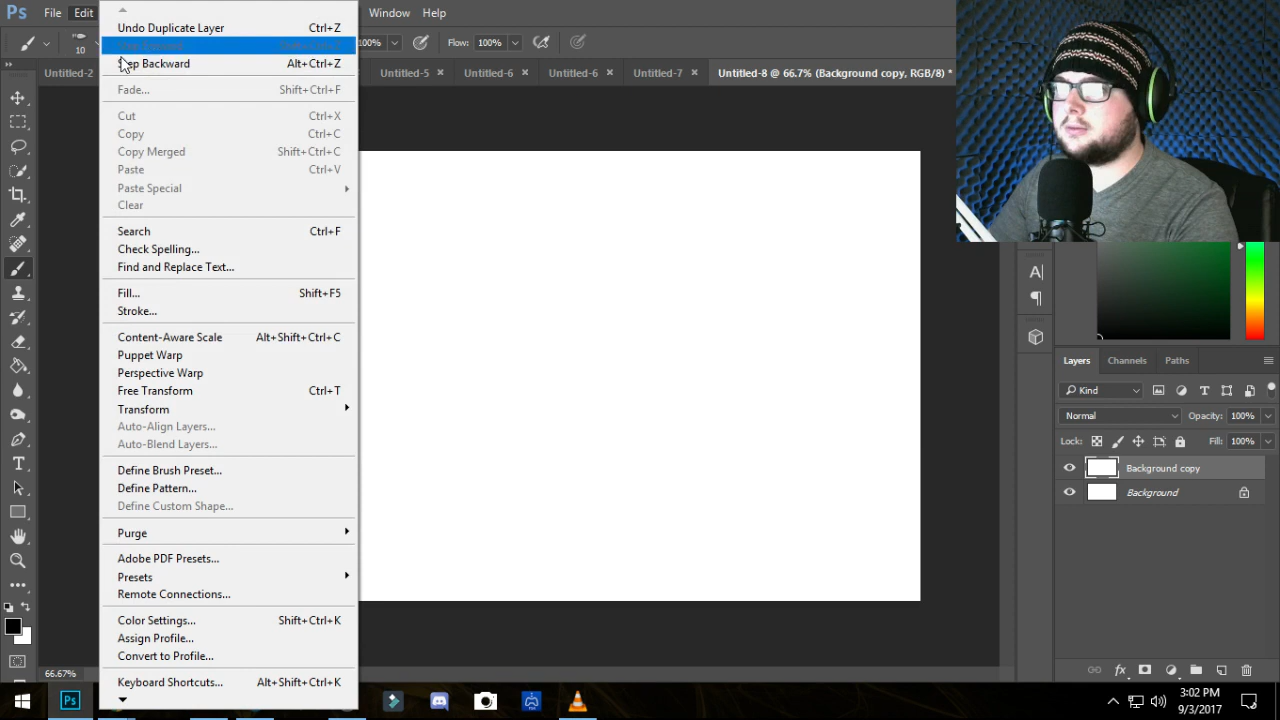 Ps File Edit Window Help
10 100% Flow: 100%
Untitled-2 Untitled-5 × Untitled-6 × Untitled-6 × Untitled-7 × Untitled-8 @ 66.7% (Background copy, RGB/8) *
Undo Duplicate Layer Ctrl+Z
Step Backward Alt+Ctrl+Z
Fade... Shift+Ctrl+F
Cut Ctrl+X
Copy Ctrl+C
Copy Merged Shift+Ctrl+C
Paste Ctrl+V
Paste Special
Clear
Search Ctrl+F
Check Spelling...
Find and Replace Text...
Fill... Shift+F5
Stroke...
Content-Aware Scale Alt+Shift+Ctrl+C
Puppet Warp
Perspective Warp
Free Transform Ctrl+T
Transform
Auto-Align Layers...
Auto-Blend Layers...
Define Brush Preset...
Define Pattern...
Define Custom Shape...
Purge
Adobe PDF Presets...
Presets
Remote Connections...
Color Settings... Shift+Ctrl+K
Assign Profile...
Convert to Profile...
Keyboard Shortcuts... Alt+Shift+Ctrl+K
66.67%
Layers Channels Paths
Kind
Normal Opacity: 100%
Lock: Fill: 100%
Background copy
Background
Ps
3:02 PM
9/3/2017